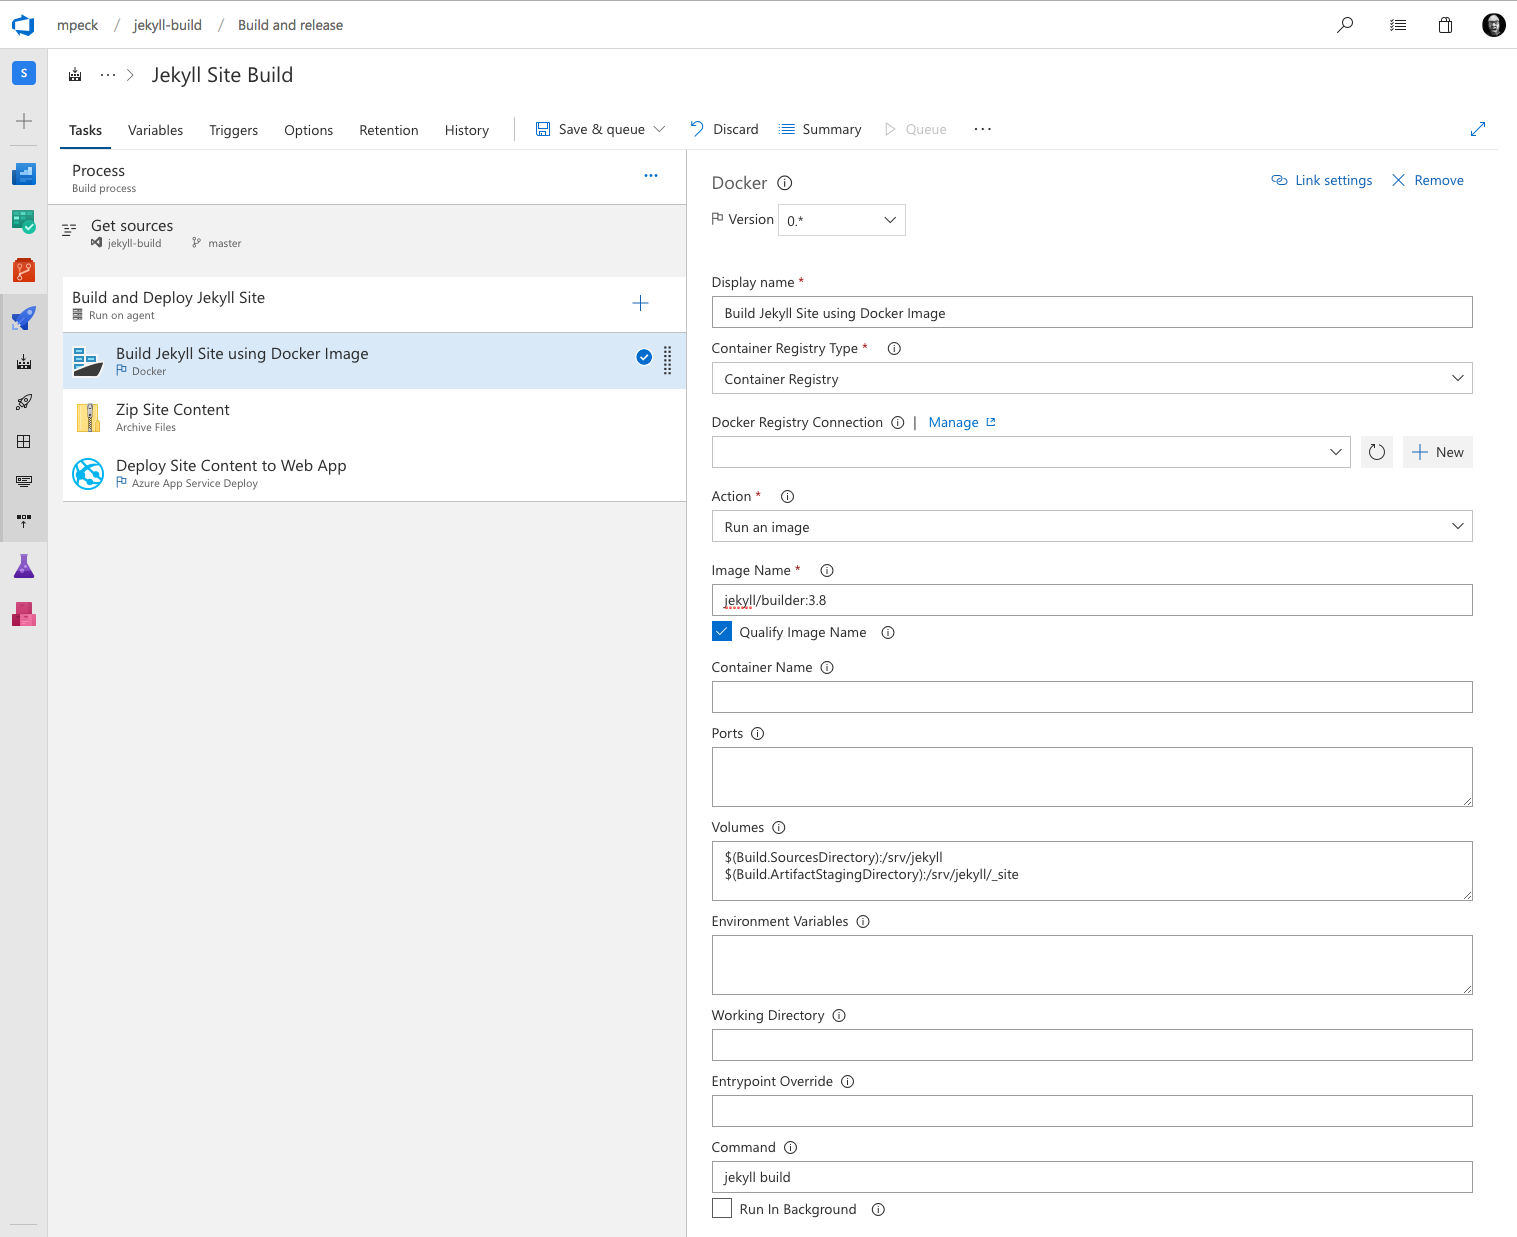 mpeck / jekyll-build / Build and release
S
... > Jekyll Site Build
Tasks Variables Triggers Options Retention History Save & queue Discard Summary Queue ...
Process
Build process
Get sources
jekyll-build master
Build and Deploy Jekyll Site
Run on agent
Build Jekyll Site using Docker Image
Docker
Zip Site Content
Archive Files
Deploy Site Content to Web App
Azure App Service Deploy
Docker
Link settings Remove
Version 0.*
Display name *
Build Jekyll Site using Docker Image
Container Registry Type *
Container Registry
Docker Registry Connection | Manage
New
Action *
Run an image
Image Name *
jekyll/builder:3.8
Qualify Image Name
Container Name
Ports
Volumes
$(Build.SourcesDirectory):/srv/jekyll
$(Build.ArtifactStagingDirectory):/srv/jekyll/_site
Environment Variables
Working Directory
Entrypoint Override
Command
jekyll build
Run In Background